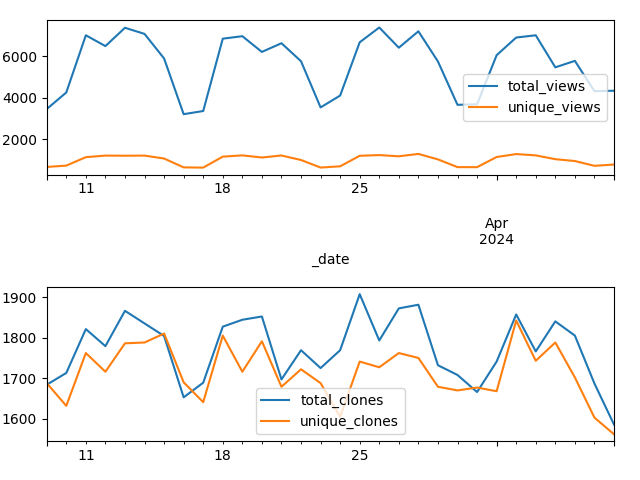 6000
4000
2000
total_views
unique_views
11
18
25
Apr
2024
_date
1900
1800
1700
1600
total_clones
unique_clones
11
18
25